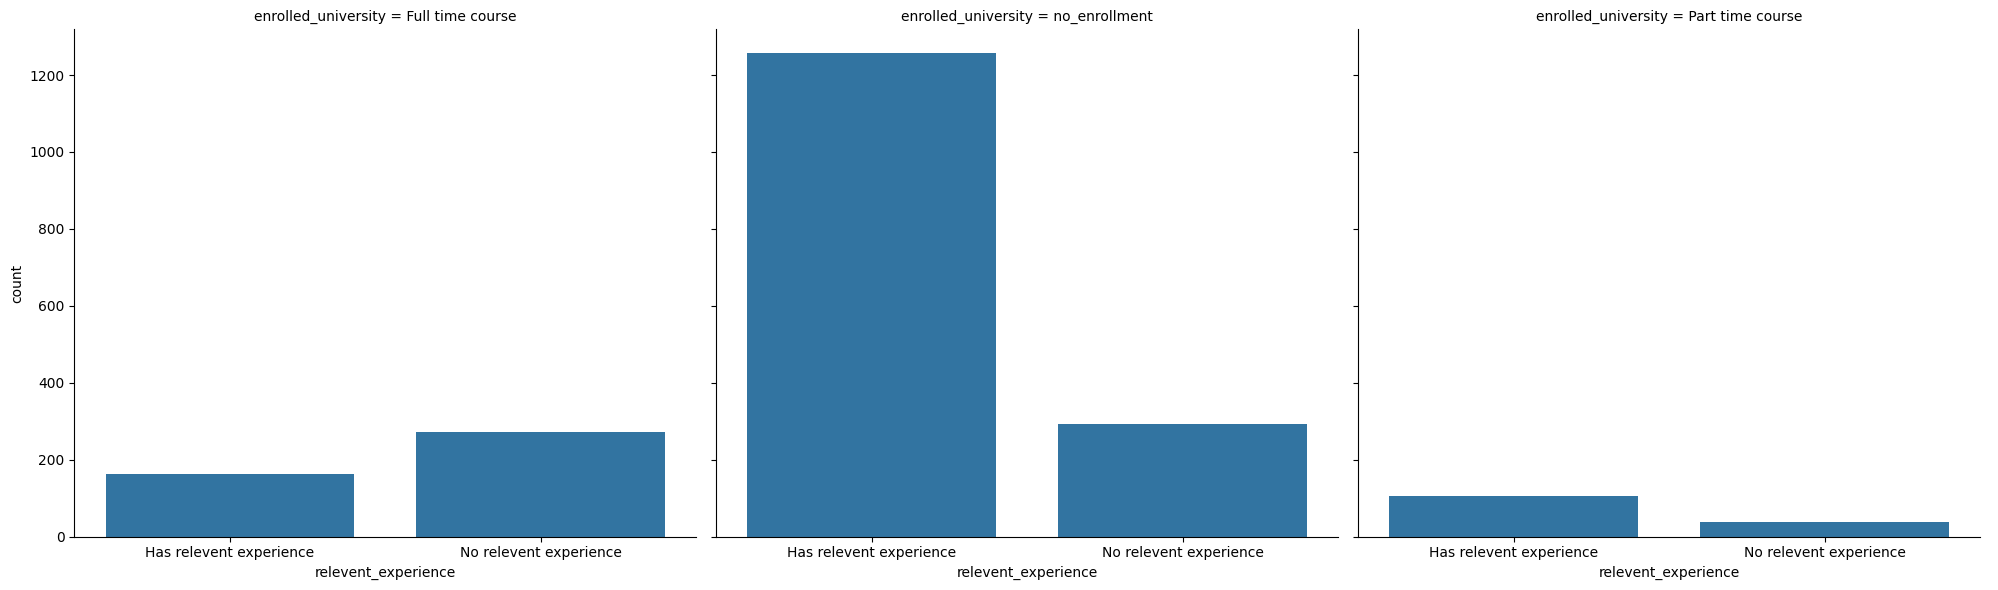 enrolled_university = Full time course
enrolled_university = no_enrollment
enrolled_university = Part time course
count
1200
1000
800
600
400
200
0
Has relevent experience
No relevent experience
relevent_experience
Has relevent experience
No relevent experience
relevent_experience
Has relevent experience
No relevent experience
relevent_experience